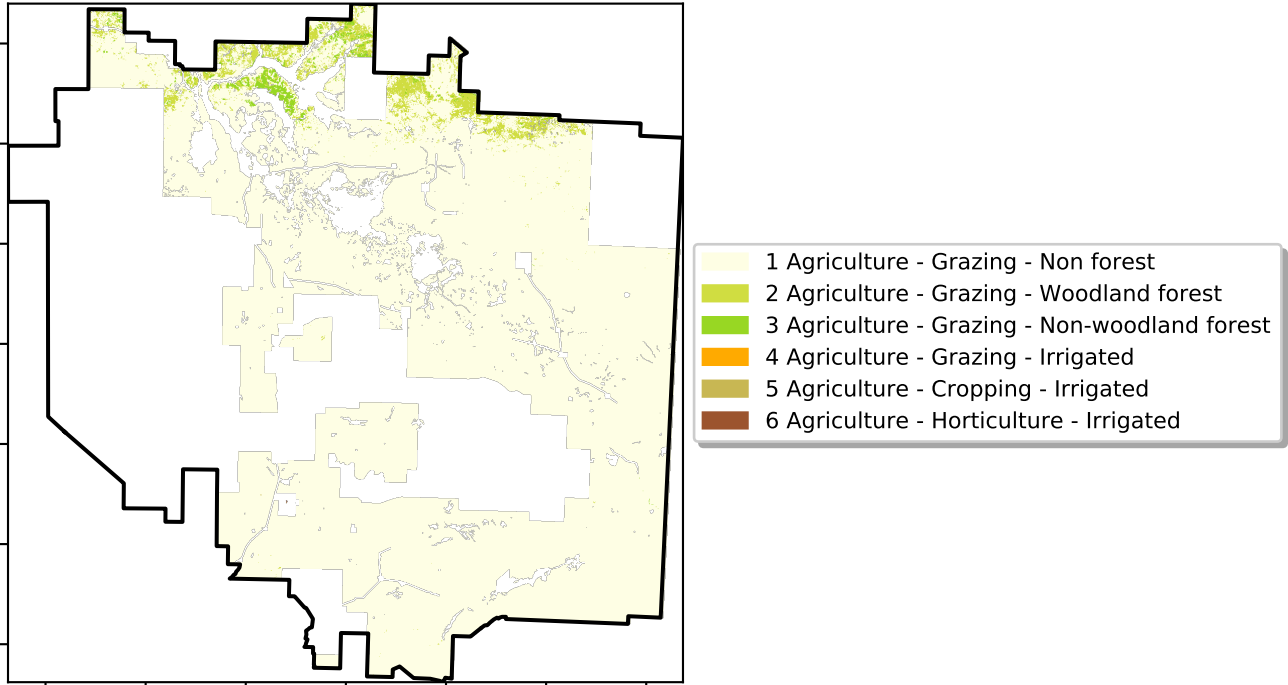 1 Agriculture - Grazing - Non forest
2 Agriculture - Grazing - Woodland forest
3 Agriculture - Grazing - Non-woodland forest
4 Agriculture - Grazing - Irrigated
5 Agriculture - Cropping - Irrigated
6 Agriculture - Horticulture - Irrigated